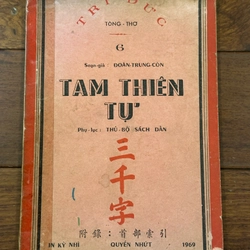 TRÍ-ĐỨC
TÒNG-THƠ
6
Soạn-giả : ĐOÀN-TRUNG-CÒN
TAM THIÊN
TỰ
Phụ-lục : THỦ-BỘ SÁCH DẪN
三千字
附錄：首部索引
IN KỲ NHÌ QUYỂN NHỨT 1969